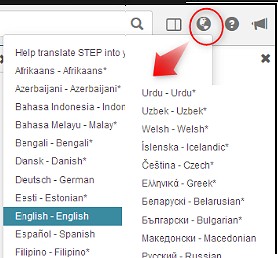 Help translate STEP into
Afrikaans - Afrikaans*
Azerbaijani - Azerbaijani*
Bahasa Indonesia - Indon
Bahasa Melayu - Malay*
Bengali - Bengali*
Dansk - Danish*
Deutsch - German
Eesti - Estonian*
English - English
Español - Spanish
Filipino - Filipino*
Urdu - Urdu*
Uzbek - Uzbek*
Welsh - Welsh*
Íslenska - Icelandic*
Čeština - Czech*
Ελληνικά - Greek*
Беларускі - Belarusian*
Български - Bulgarian*
Македонски - Macedonian
Русский - Russian